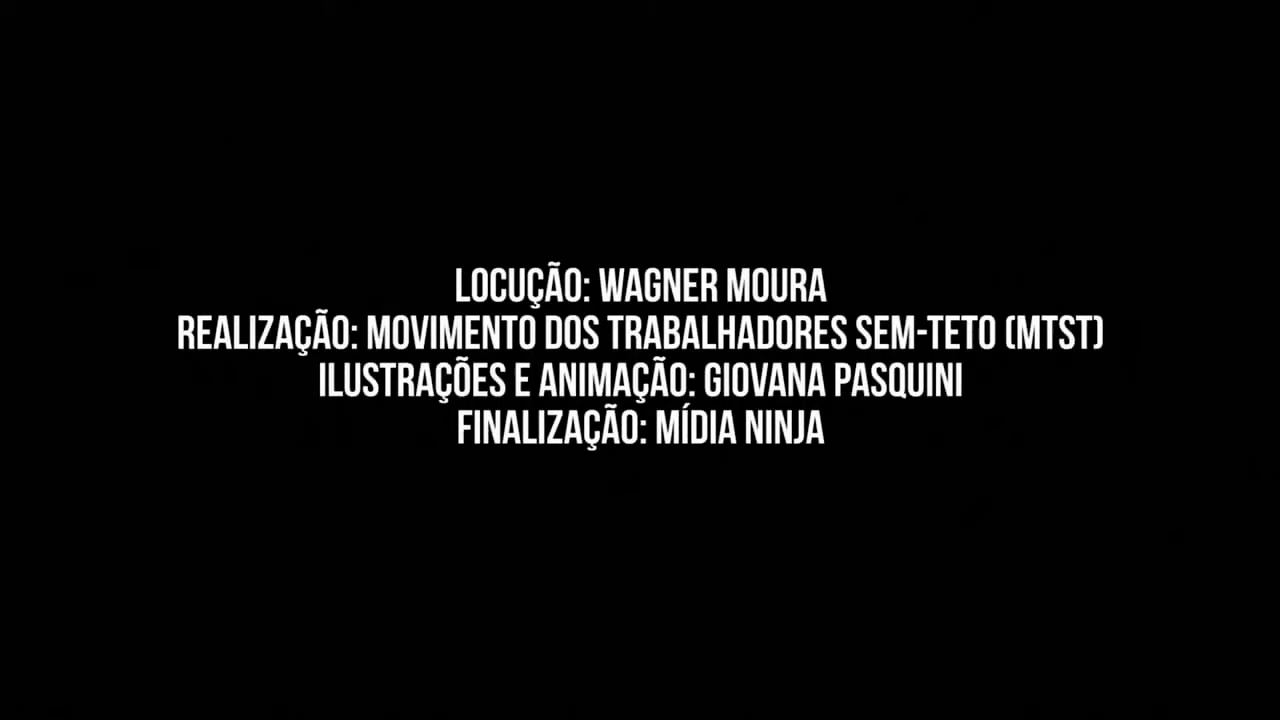 LOCUÇÃO: WAGNER MOURA
REALIZAÇÃO: MOVIMENTO DOS TRABALHADORES SEM-TETO (MTST)
ILUSTRAÇÕES E ANIMAÇÃO: GIOVANA PASQUINI
FINALIZAÇÃO: MÍDIA NINJA